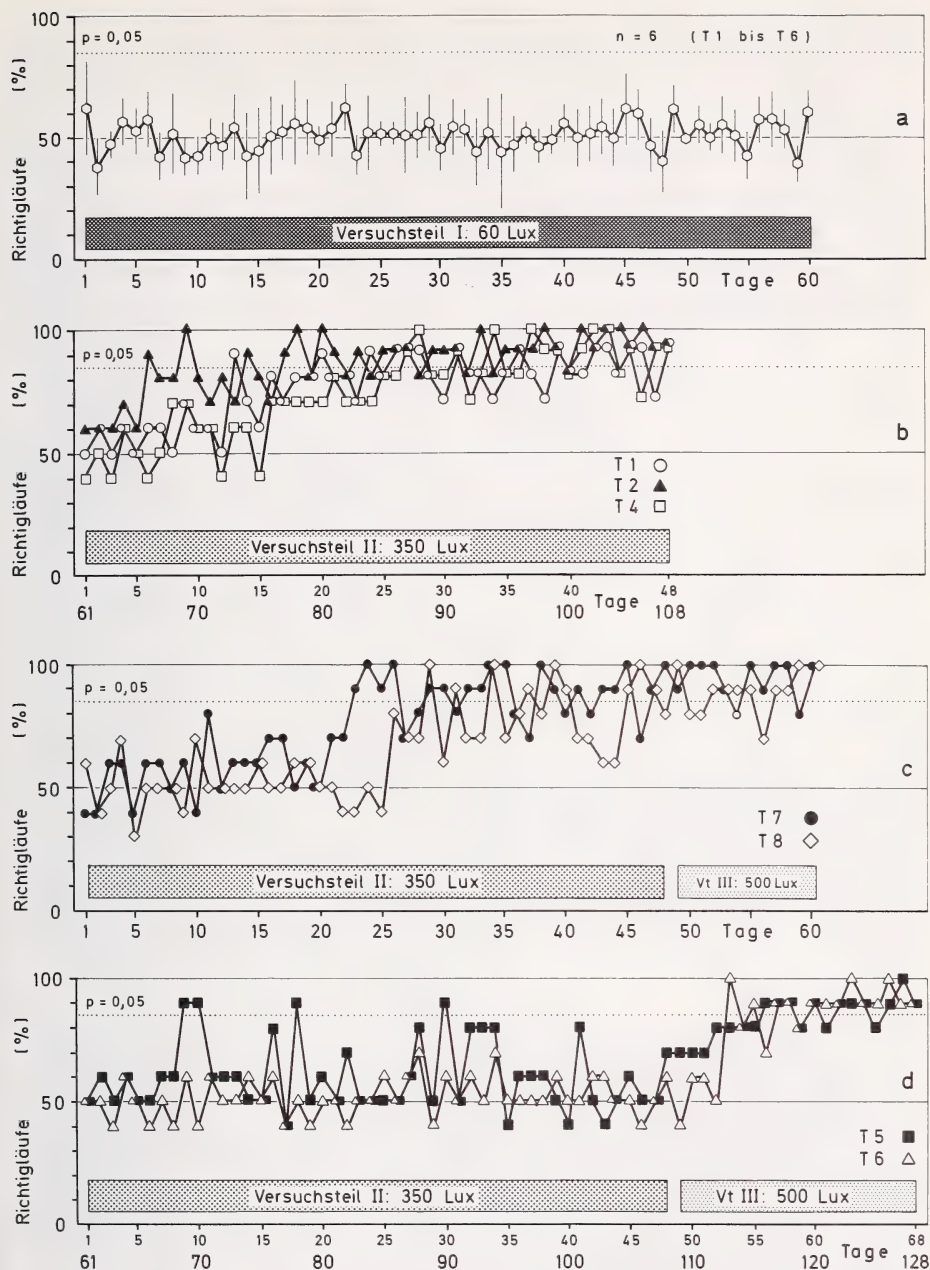 100
p = 0,05
n = 6 (T1 bis T6)
Richtigläufe (%)
50
a
Versuchsteil I: 60 Lux
0
1 5 10 15 20 25 30 35 40 45 50 Tage 60
100
p = 0,05
Richtigläufe (%)
50
b
T1
T2
T4
Versuchsteil II: 350 Lux
0
1 5 10 15 20 25 30 35 40 Tage 48
61 70 80 90 100 108
100
p = 0,05
Richtigläufe (%)
50
c
T7
T8
Versuchsteil II: 350 Lux
Vt III: 500 Lux
0
1 5 10 15 20 25 30 35 40 45 50 Tage 60
100
p = 0,05
Richtigläufe (%)
50
d
T5
T6
Versuchsteil II: 350 Lux
Vt III: 500 Lux
0
1 5 10 15 20 25 30 35 40 45 50 55 60 68
61 70 80 90 100 110 120 Tage 128